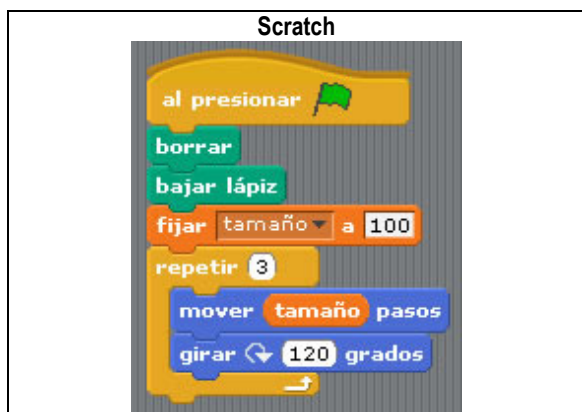 Scratch
al presionar
borrar
bajar lápiz
fijar tamaño a 100
repetir 3
mover tamaño pasos
girar 120 grados